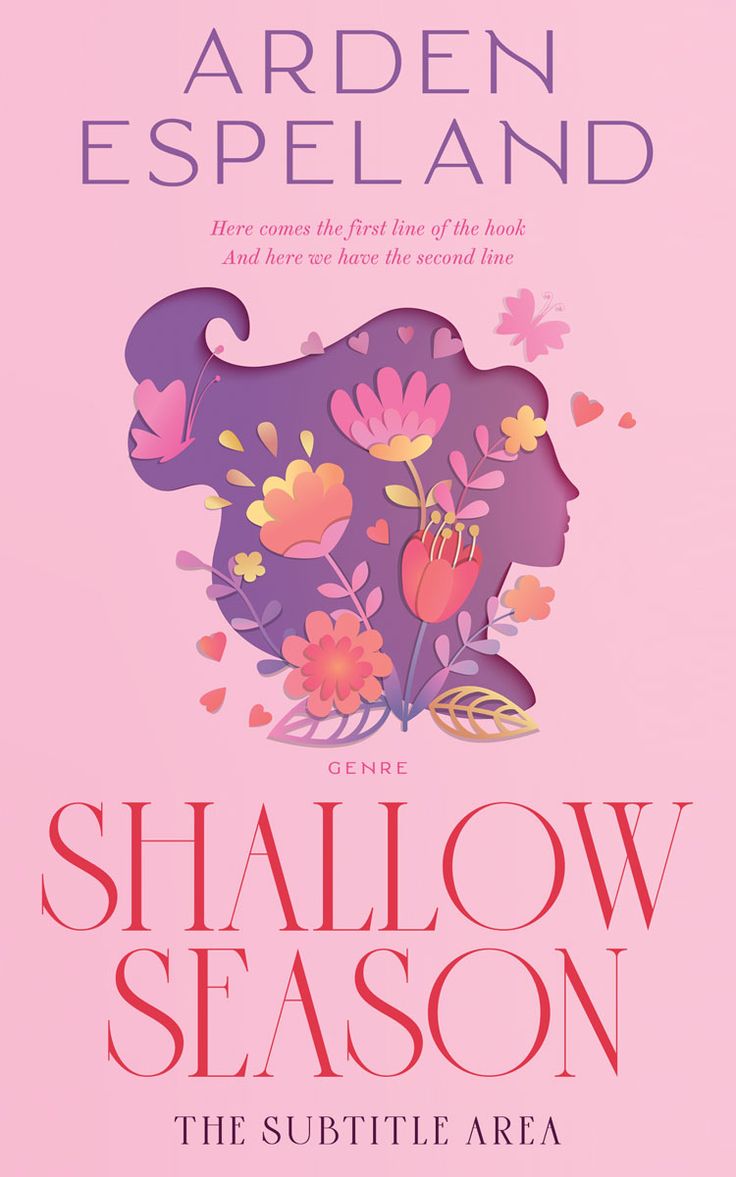 ARDEN
ESPELAND
Here comes the first line of the hook
And here we have the second line
GENRE
SHALLOW
SEASON
THE SUBTITLE AREA